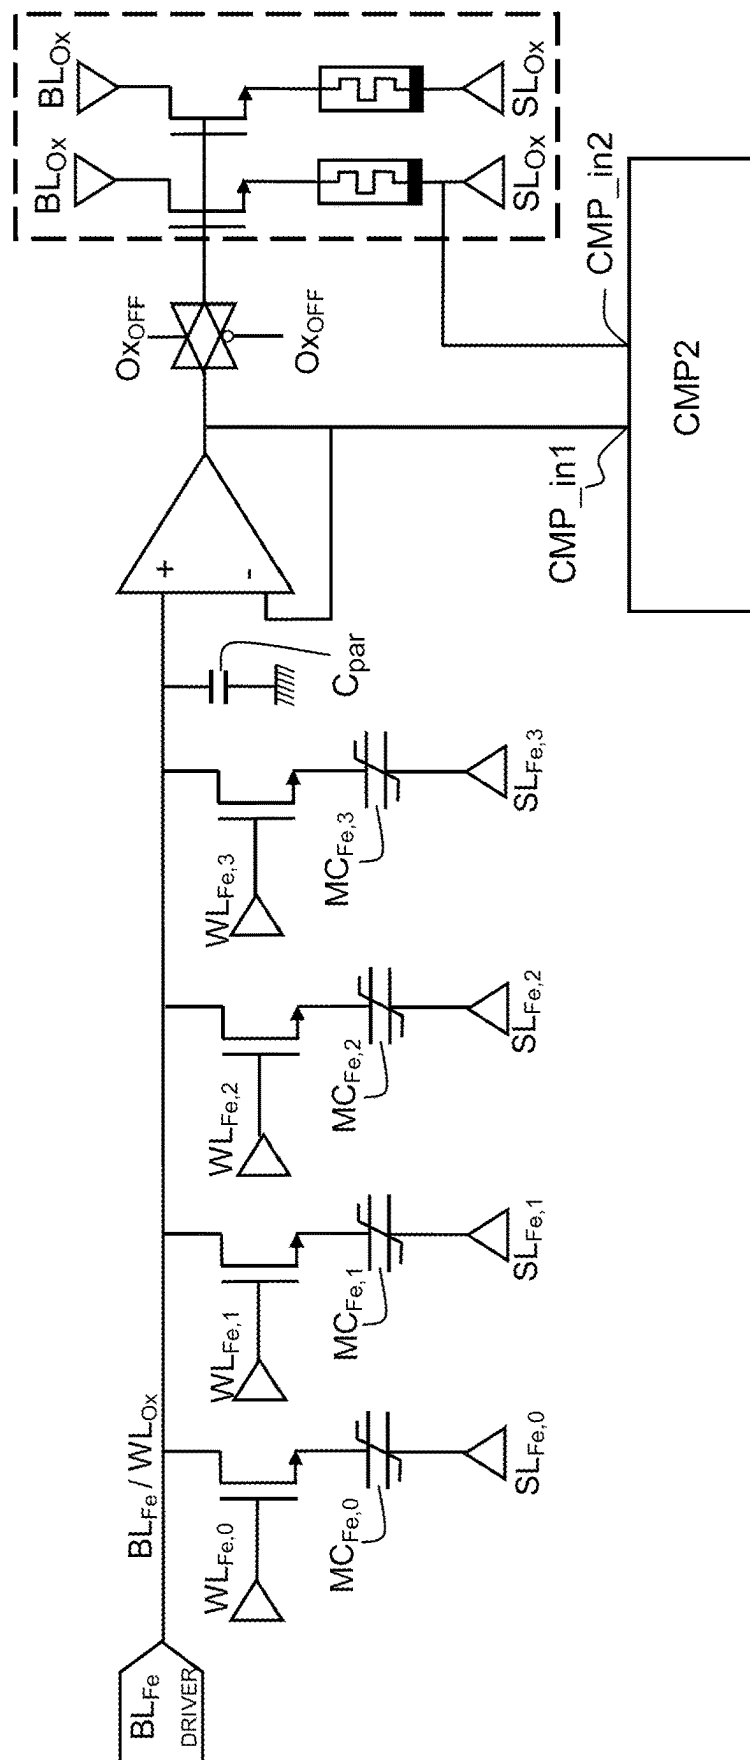 BL_Ox
BL_Ox
SL_Ox
SL_Ox
Ox_OFF
Ox_OFF
CMP_in2
CMP2
CMP_in1
+
-
C_par
SL_Fe,3
MC_Fe,3
WL_Fe,3
SL_Fe,2
MC_Fe,2
WL_Fe,2
SL_Fe,1
MC_Fe,1
WL_Fe,1
BL_Fe / WL_Ox
SL_Fe,0
MC_Fe,0
WL_Fe,0
BL_Fe
DRIVER